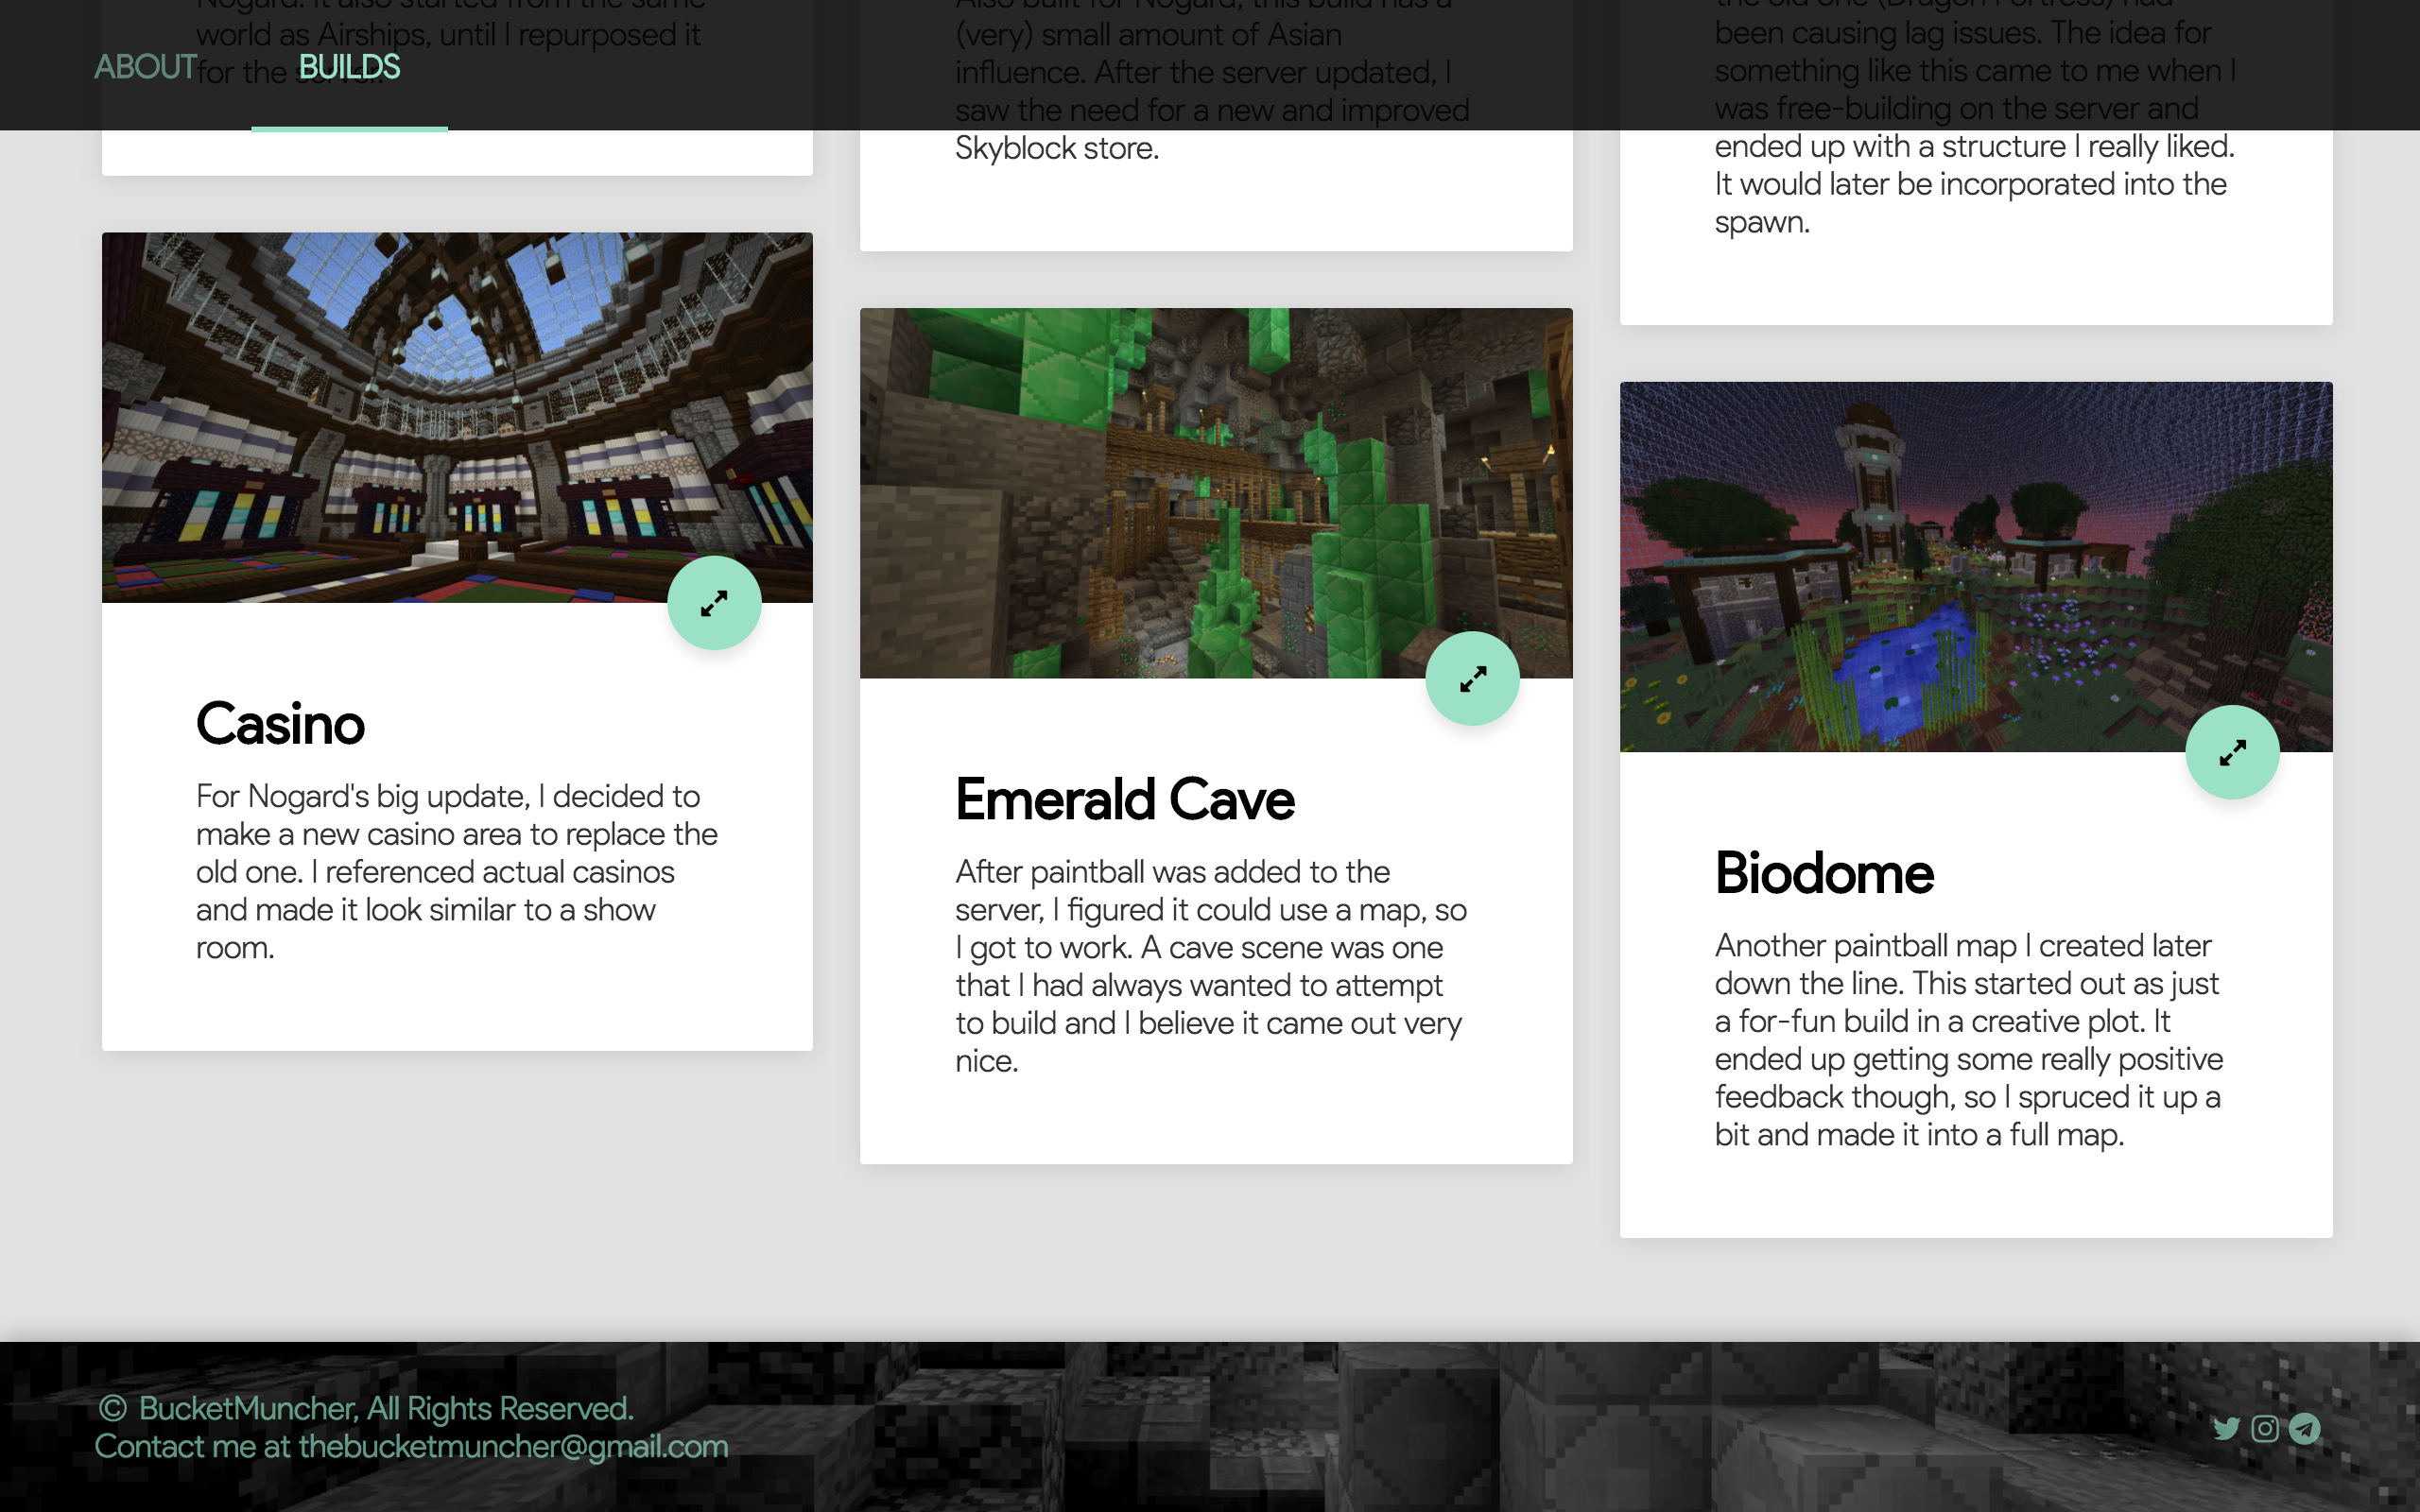 ABOUT
BUILDS
Nogard. It also started from the same
world as Airships, until I repurposed it
for the server.
Also built for Nogard, this build has a
(very) small amount of Asian
influence. After the server updated, I
saw the need for a new and improved
Skyblock store.
the old one (Dragon Fortress) had
been causing lag issues. The idea for
something like this came to me when I
was free-building on the server and
ended up with a structure I really liked.
It would later be incorporated into the
spawn.
Casino
For Nogard's big update, I decided to
make a new casino area to replace the
old one. I referenced actual casinos
and made it look similar to a show
room.
Emerald Cave
After paintball was added to the
server, I figured it could use a map, so
I got to work. A cave scene was one
that I had always wanted to attempt
to build and I believe it came out very
nice.
Biodome
Another paintball map I created later
down the line. This started out as just
a for-fun build in a creative plot. It
ended up getting some really positive
feedback though, so I spruced it up a
bit and made it into a full map.
© BucketMuncher, All Rights Reserved.
Contact me at thebucketmuncher@gmail.com